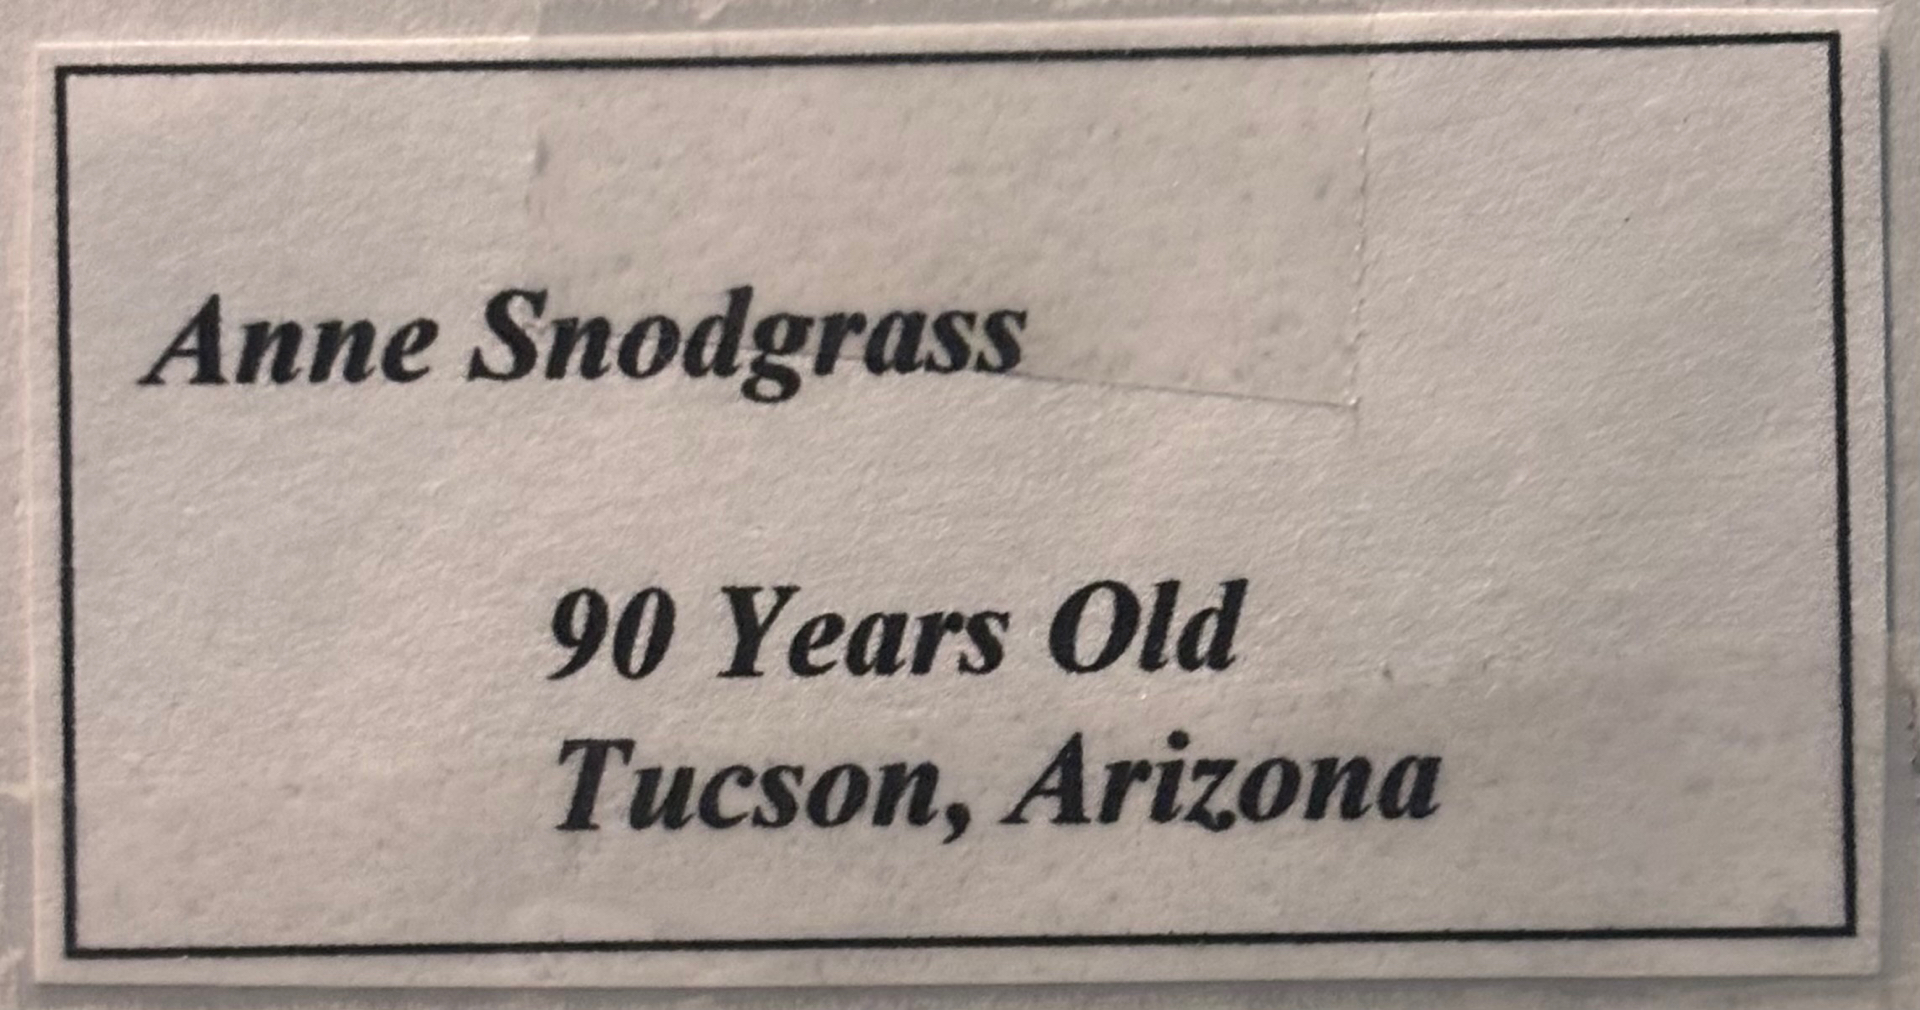 Anne Snodgrass
90 Years Old
Tucson, Arizona